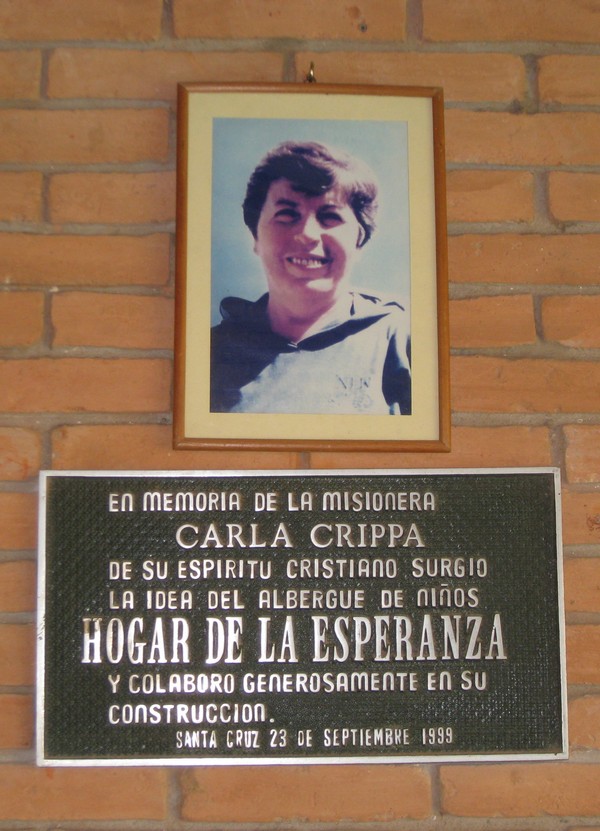 EN MEMORIA DE LA MISIONERA
CARLA CRIPPA
DE SU ESPIRITU CRISTIANO SURGIO
LA IDEA DEL ALBERGUE DE NIÑOS
HOGAR DE LA ESPERANZA
Y COLABORO GENEROSAMENTE EN SU
CONSTRUCCION.
SANTA CRUZ 23 DE SEPTIEMBRE 1999